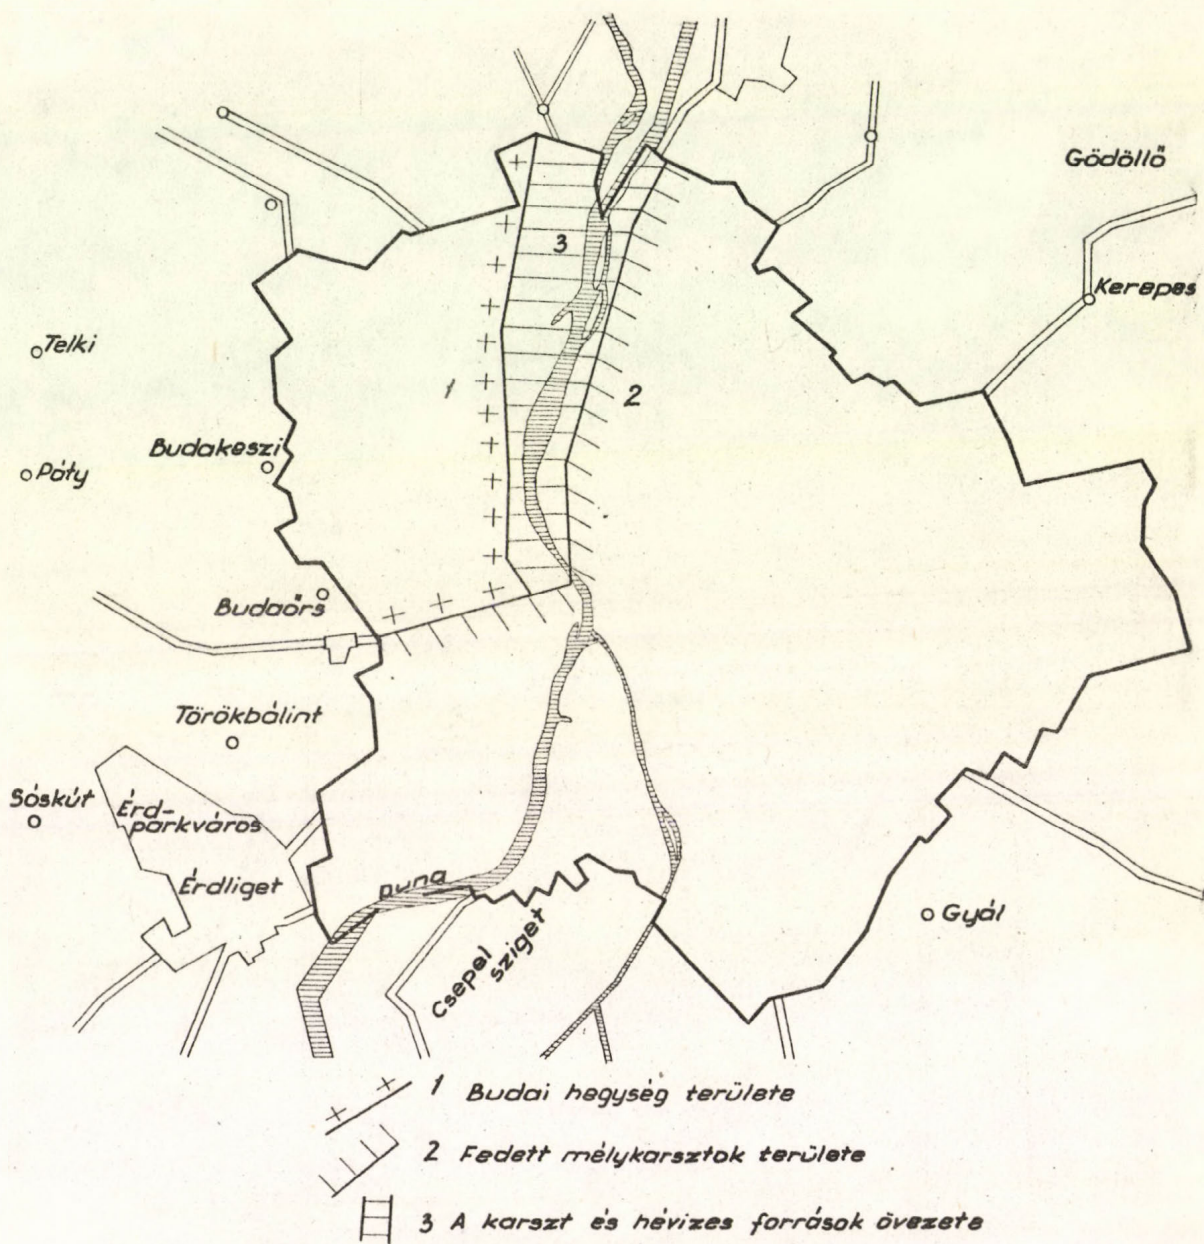 Gödöllő
3
Kerepes
Telki
1
2
Budakeszi
Páty
Budaörs
Törökbálint
Sóskút
Érd-
parkváros
Érdliget
Duna
Gyál
Csepel
sziget
1 Budai hegység területe
2 Fedett mélykarsztok területe
3 A karszt és hévizes források övezete